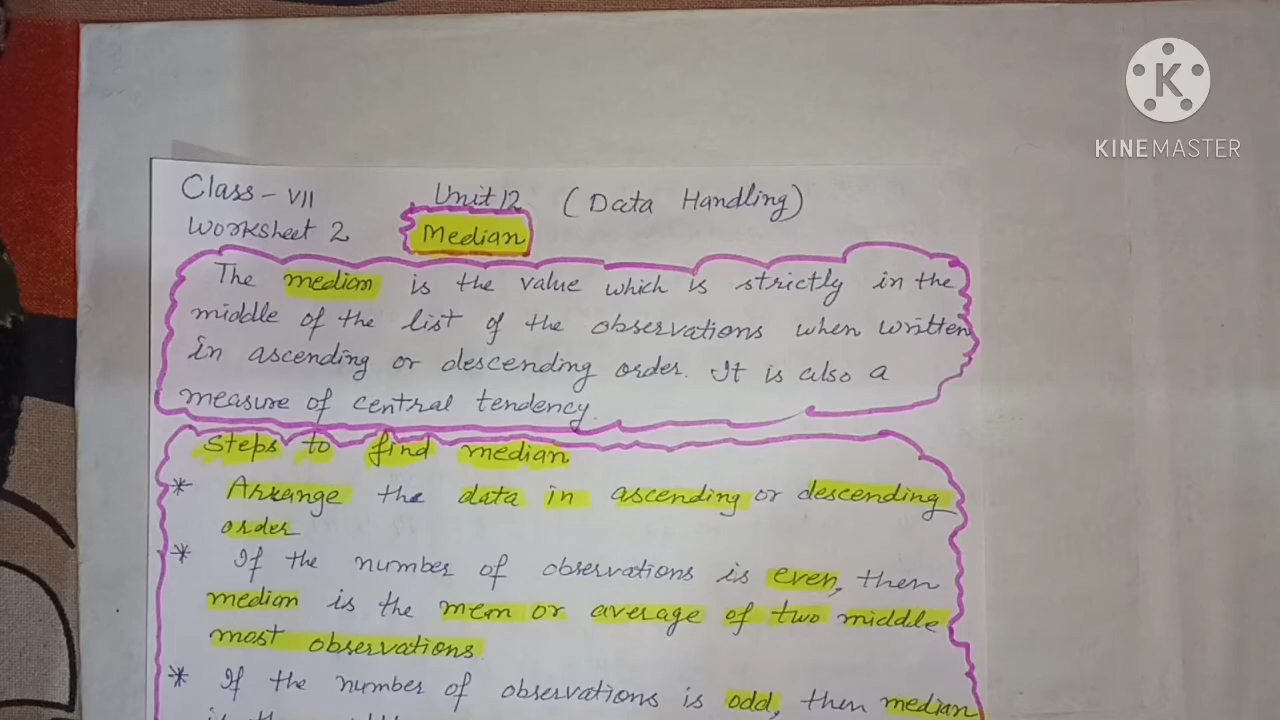 K
KINEMASTER
Class - VII Unit 12 (Data Handling)
Worksheet 2 Median
The median is the value which is strictly in the
middle of the list of the observations when written
in ascending or descending order. It is also a
measure of central tendency.
Steps to find median
* Arrange the data in ascending or descending
order
* If the number of observations is even, then
median is the mean or average of two middle
most observations.
* If the number of observations is odd, then median
is the